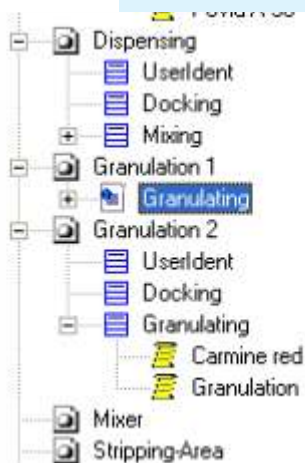 Dispensing
UserIdent
Docking
Mixing
Granulation 1
Granulating
Granulation 2
UserIdent
Docking
Granulating
Carmine red
Granulation
Mixer
Stripping-Area